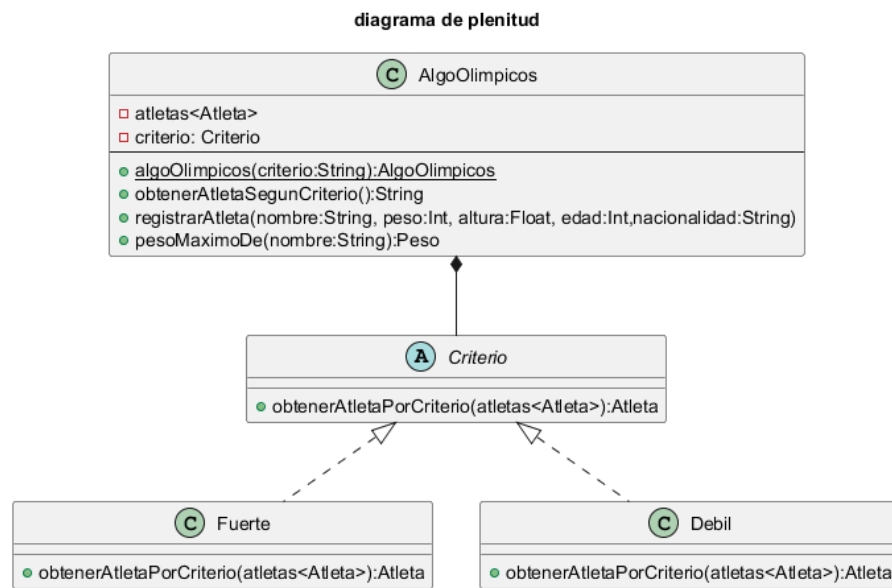 diagrama de plenitud
C AlgoOlimpicos
atletas<Atleta>
criterio: Criterio
algoOlimpicos(criterio:String):AlgoOlimpicos
obtenerAtletaSegunCriterio():String
registrarAtleta(nombre:String, peso:Int, altura:Float, edad:Int,nacionalidad:String)
pesoMaximoDe(nombre:String):Peso
A Criterio
obtenerAtletaPorCriterio(atletas<Atleta>):Atleta
C Fuerte
obtenerAtletaPorCriterio(atletas<Atleta>):Atleta
C Debil
obtenerAtletaPorCriterio(atletas<Atleta>):Atleta